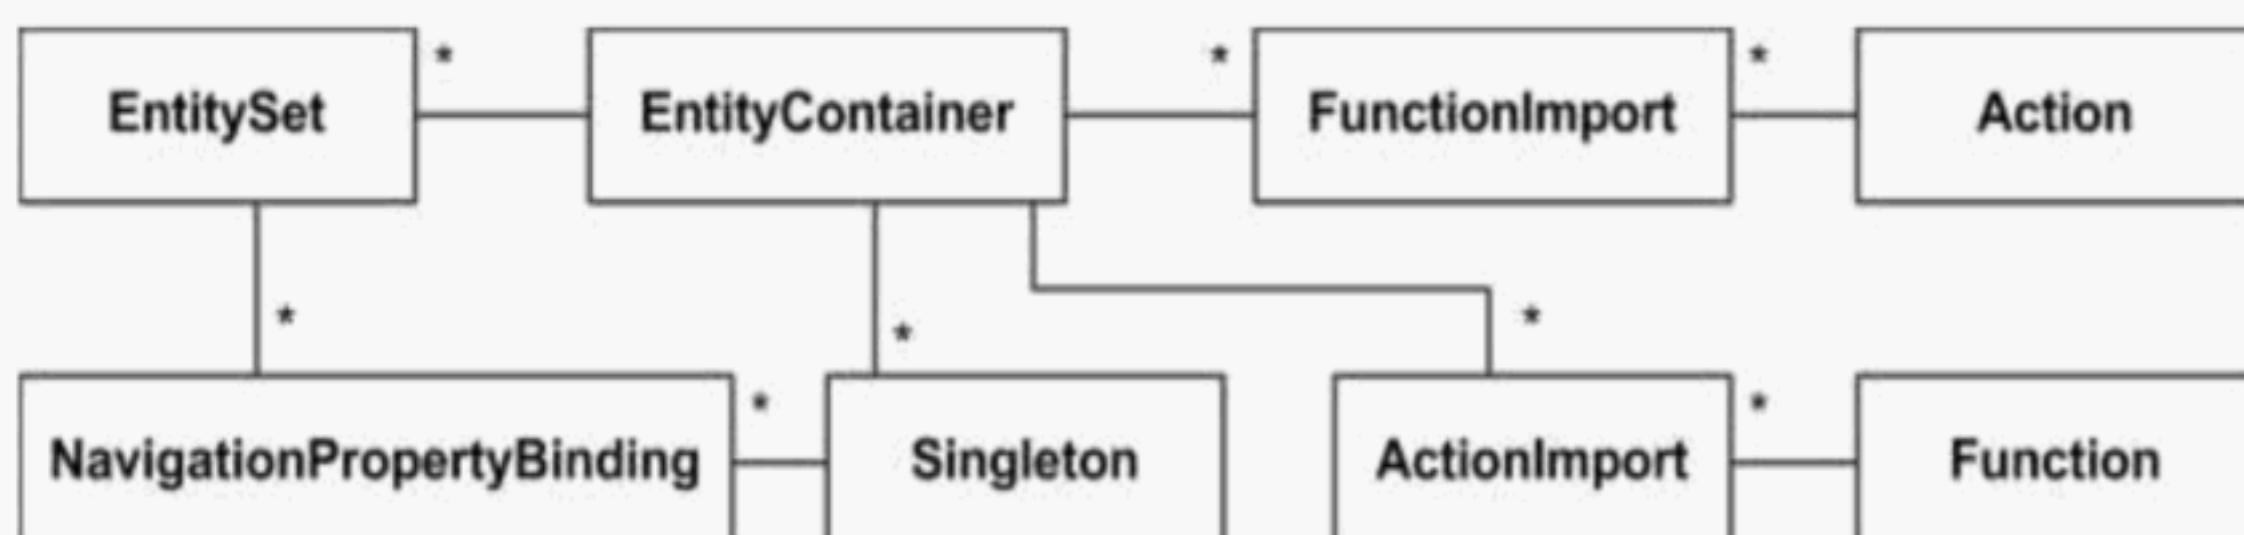 * * *
EntitySet EntityContainer FunctionImport Action
* * *
* *
NavigationPropertyBinding Singleton ActionImport Function